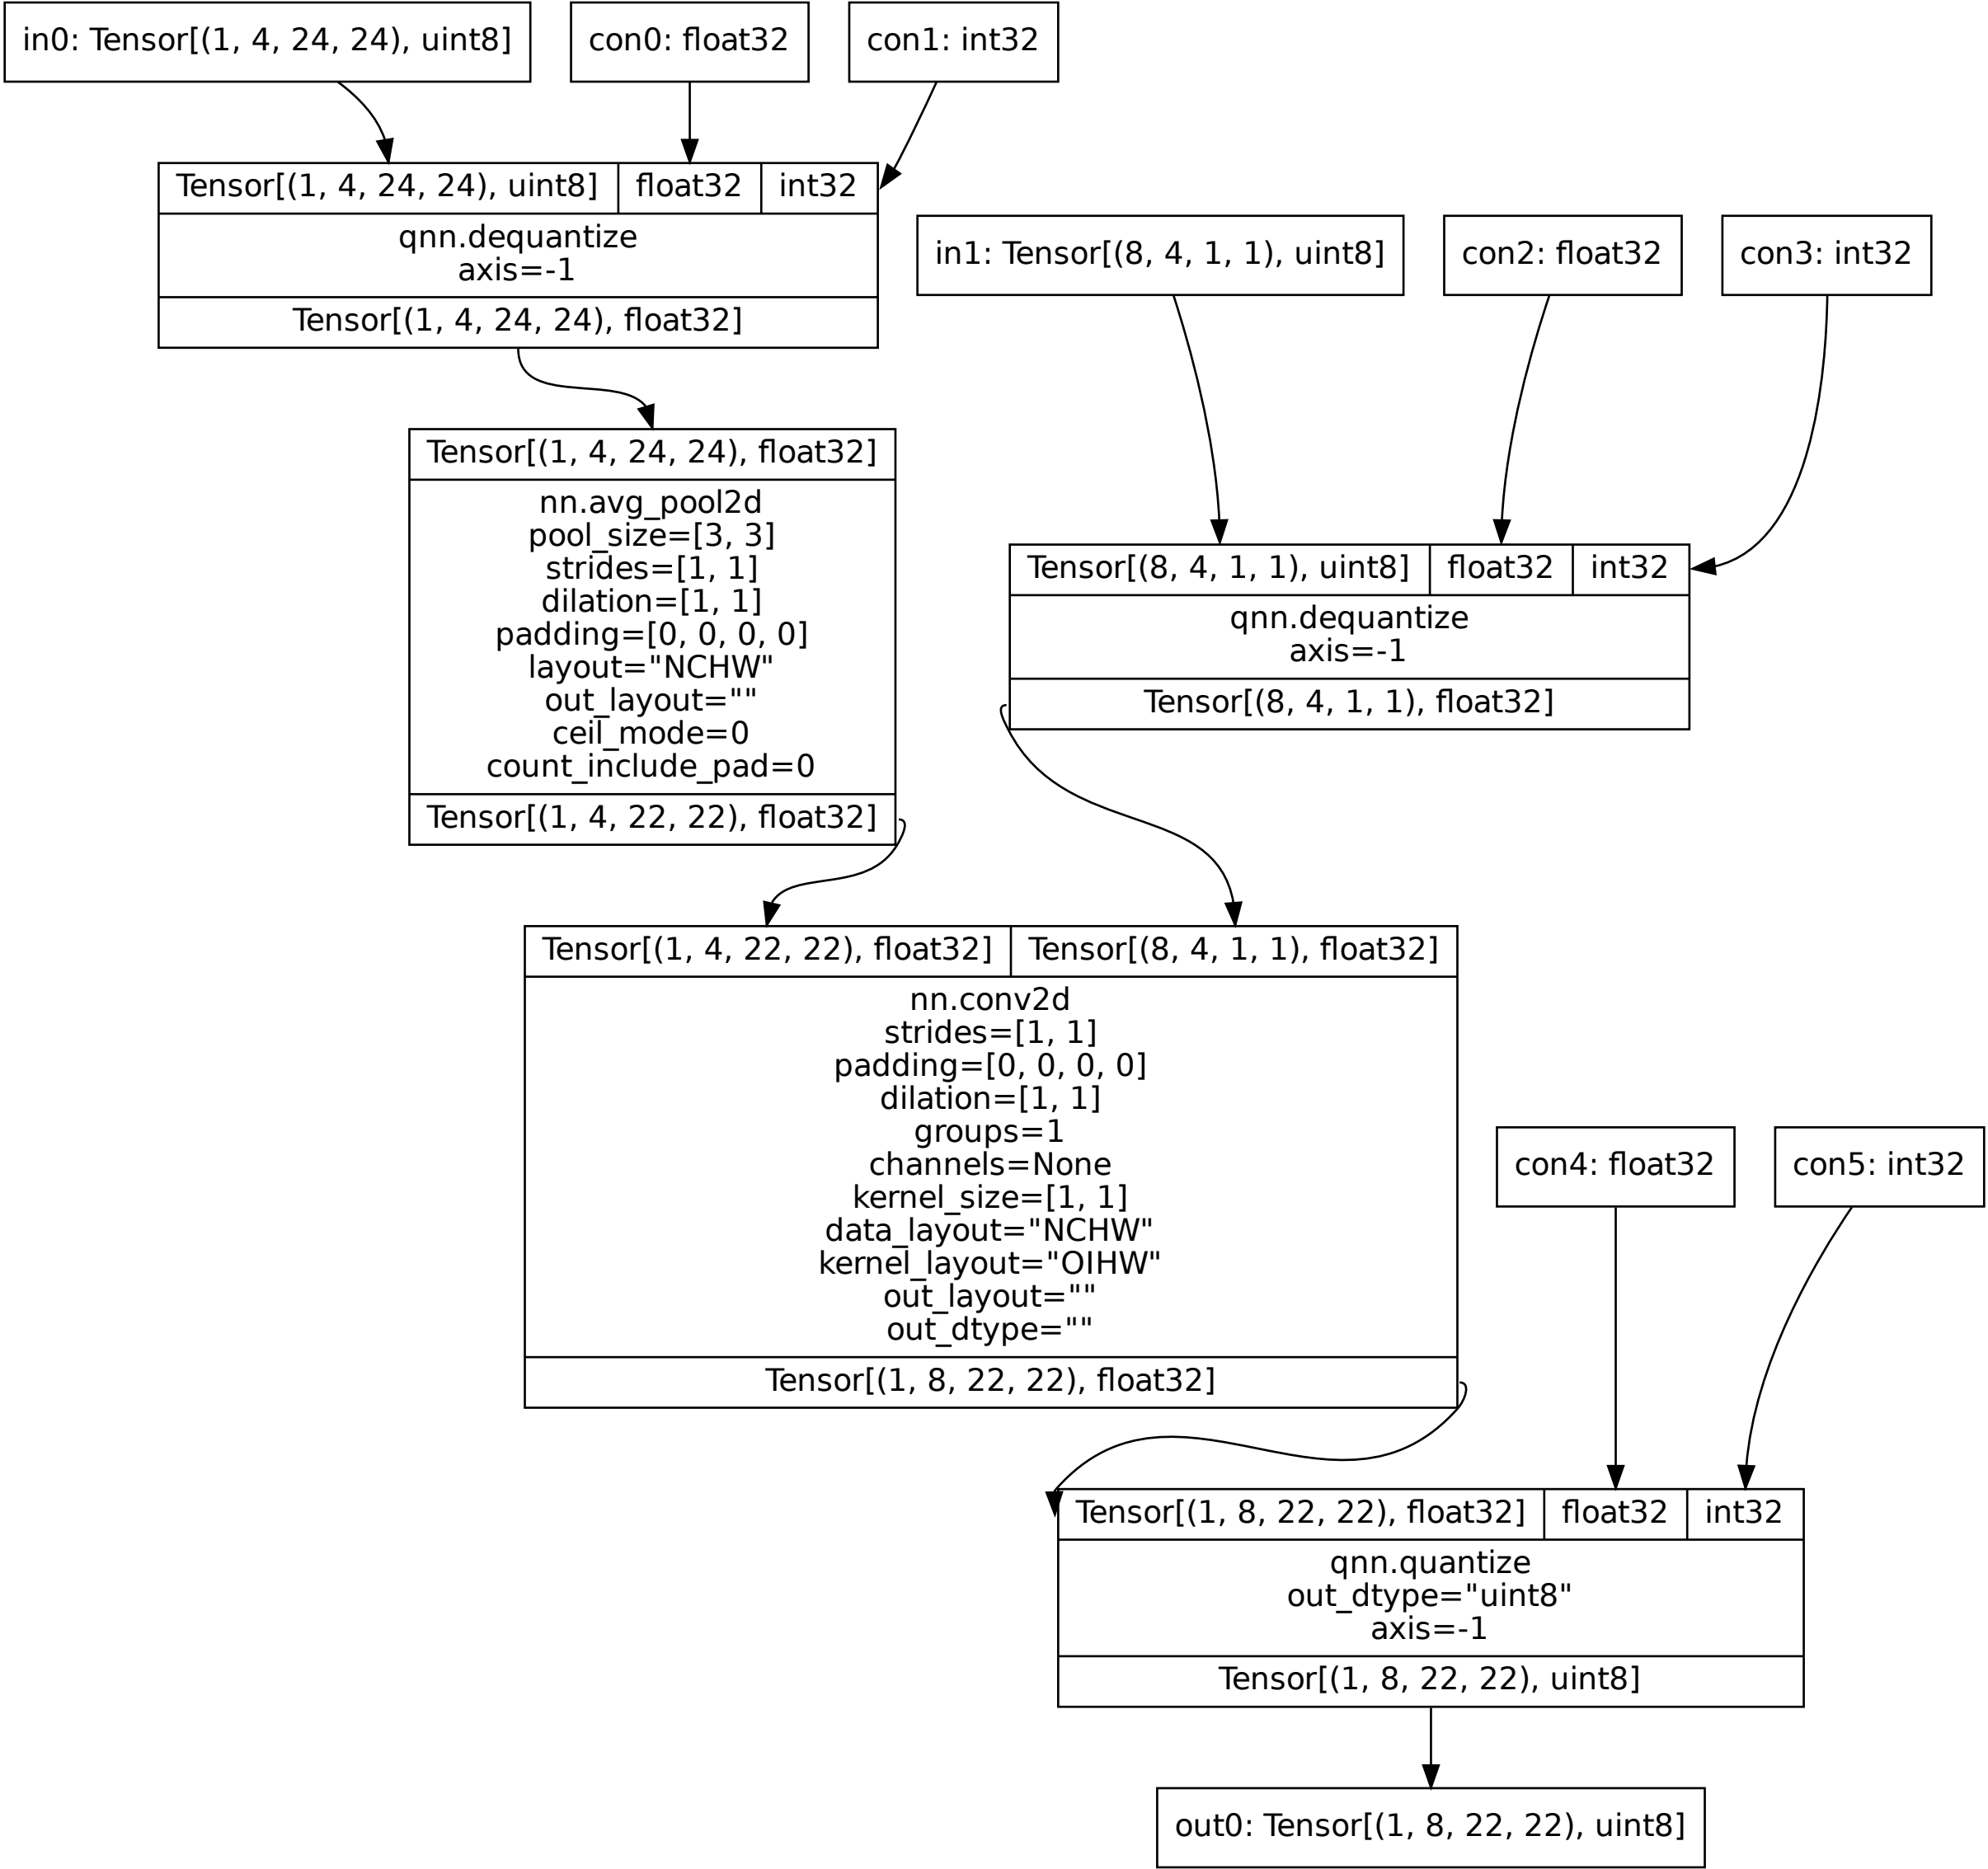 in0: Tensor[(1, 4, 24, 24), uint8]
con0: float32
con1: int32
Tensor[(1, 4, 24, 24), uint8]
float32
int32
qnn.dequantize
axis=-1
Tensor[(1, 4, 24, 24), float32]
in1: Tensor[(8, 4, 1, 1), uint8]
con2: float32
con3: int32
Tensor[(1, 4, 24, 24), float32]
nn.avg_pool2d
pool_size=[3, 3]
strides=[1, 1]
dilation=[1, 1]
padding=[0, 0, 0, 0]
layout="NCHW"
out_layout=""
ceil_mode=0
count_include_pad=0
Tensor[(1, 4, 22, 22), float32]
Tensor[(8, 4, 1, 1), uint8]
float32
int32
qnn.dequantize
axis=-1
Tensor[(8, 4, 1, 1), float32]
Tensor[(1, 4, 22, 22), float32]
Tensor[(8, 4, 1, 1), float32]
nn.conv2d
strides=[1, 1]
padding=[0, 0, 0, 0]
dilation=[1, 1]
groups=1
channels=None
kernel_size=[1, 1]
data_layout="NCHW"
kernel_layout="OIHW"
out_layout=""
out_dtype=""
Tensor[(1, 8, 22, 22), float32]
con4: float32
con5: int32
Tensor[(1, 8, 22, 22), float32]
float32
int32
qnn.quantize
out_dtype="uint8"
axis=-1
Tensor[(1, 8, 22, 22), uint8]
out0: Tensor[(1, 8, 22, 22), uint8]